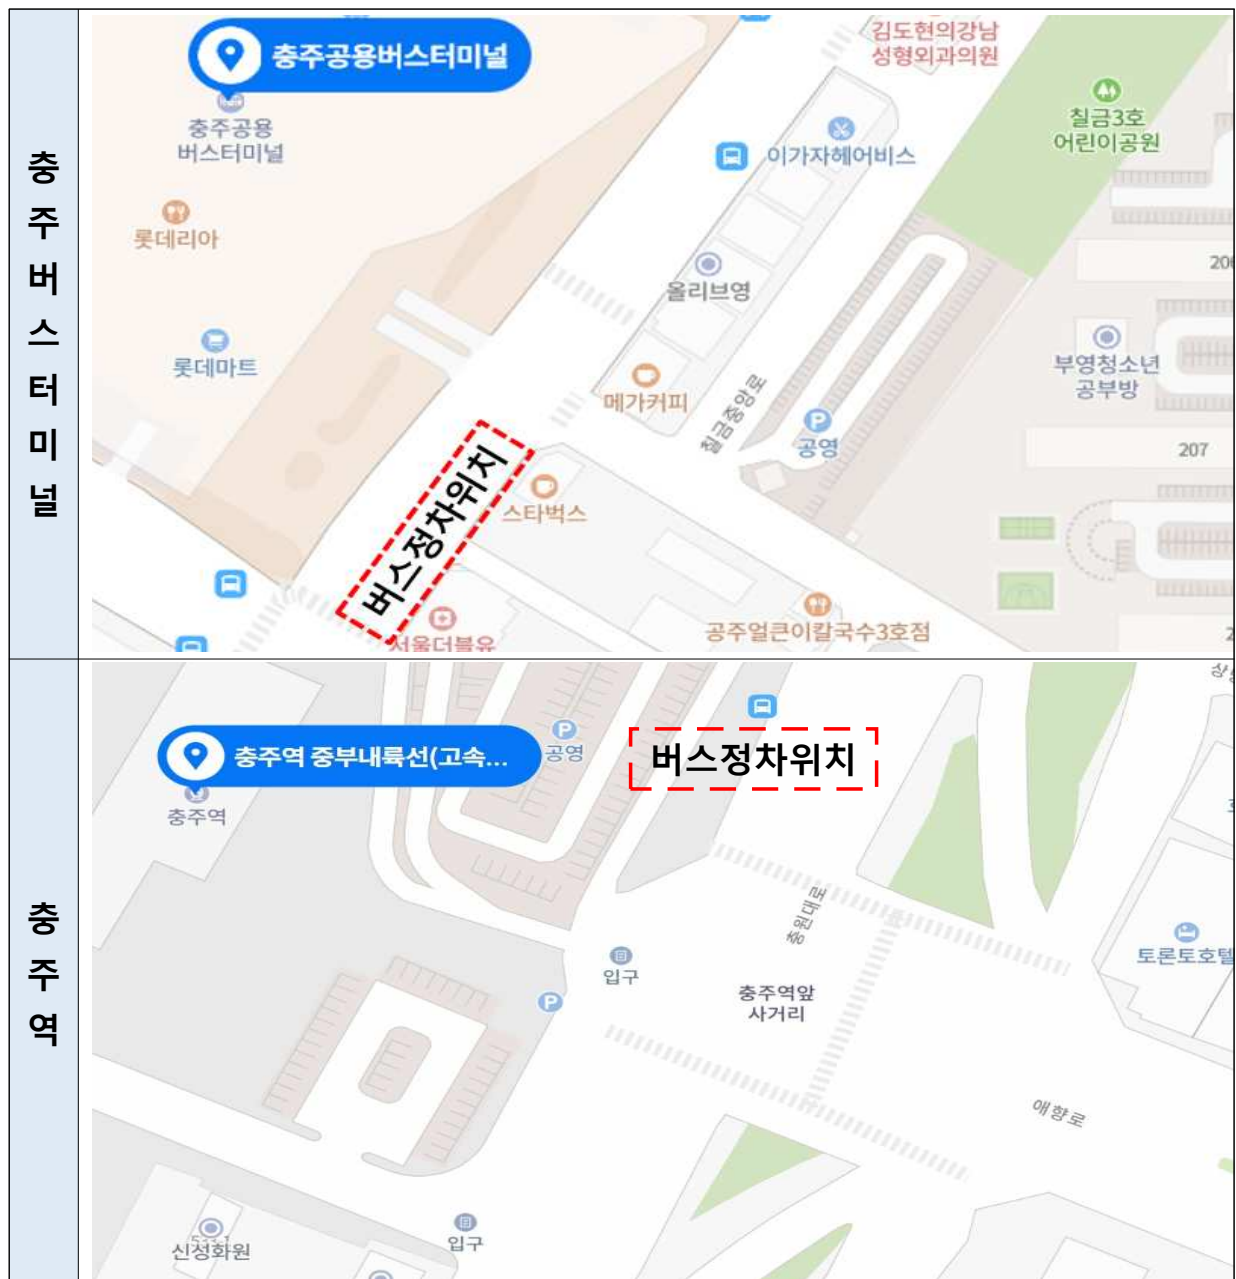 충주버스터미널
충주공용버스터미널
충주공용
버스터미널
롯데리아
롯데마트
김도현의강남
성형외과의원
이가자헤어비스
칠금3호
어린이공원
올리브영
메가커피
칠금중앙로
공영
부영청소년
공부방
207
버스정차위치
스타벅스
공주얼큰이칼국수3호점
서울더블유
충주역
충주역 중부내륙선(고속...
충주역
공영
버스정차위치
충원대로
입구
충주역앞
사거리
토론토호텔
애향로
신성화원
입구